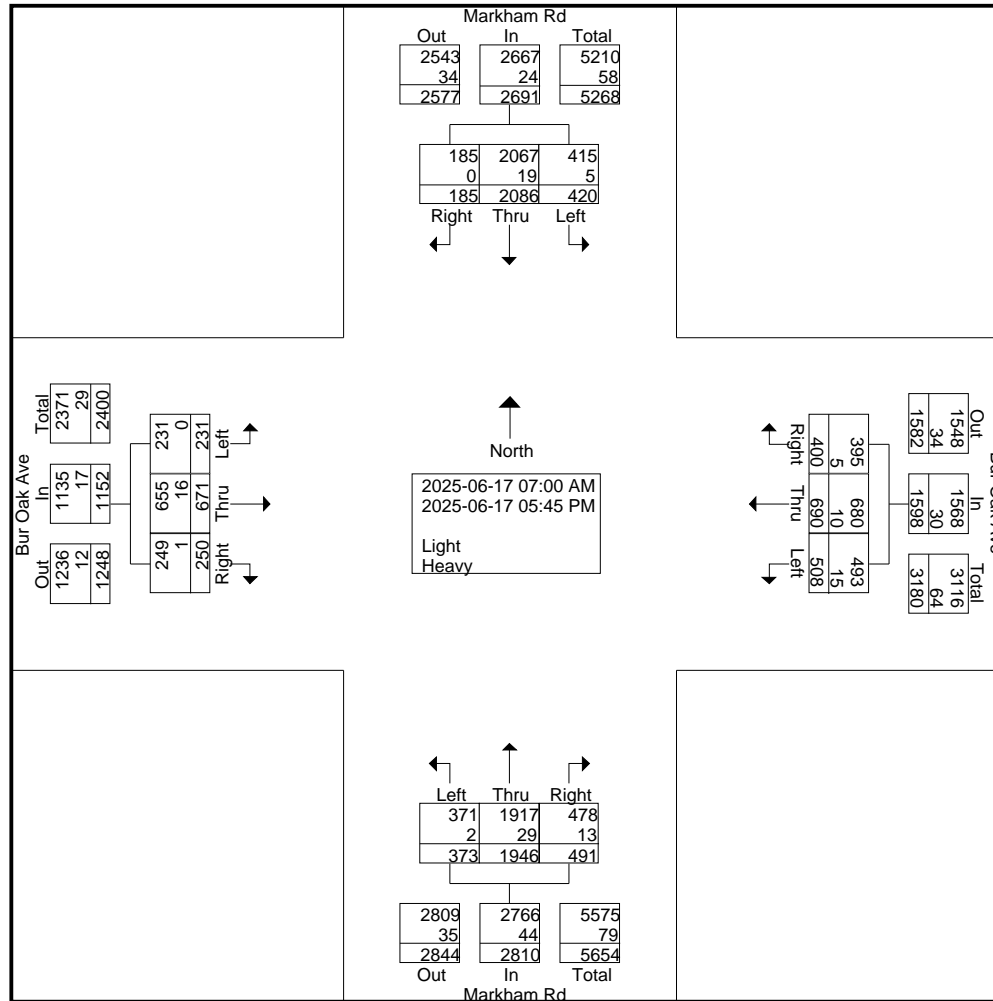 Markham Rd
Out In Total
2543 2667 5210
34 24 58
2577 2691 5268
185 2067 415
0 19 5
185 2086 420
Right Thru Left
Bur Oak Ave
Total In Out
2371 1135 1236
29 17 12
2400 1152 1248
231 655 249
0 16 1
231 671 250
Left Thru Right
North
2025-06-17 07:00 AM
2025-06-17 05:45 PM
Light
Heavy
Right Thru Left
395 680 493
5 10 15
400 690 508
Out In Total
1548 1568 3116
34 30 64
1582 1598 3180
Bur Oak Ave
Left Thru Right
371 1917 478
2 29 13
373 1946 491
2809 2766 5575
35 44 79
2844 2810 5654
Out In Total
Markham Rd